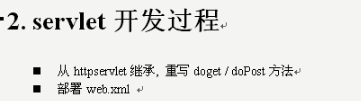 2. servlet 开发过程
■ 从 httpservlet 继承, 重写 doget / doPost 方法
■ 部署 web.xml